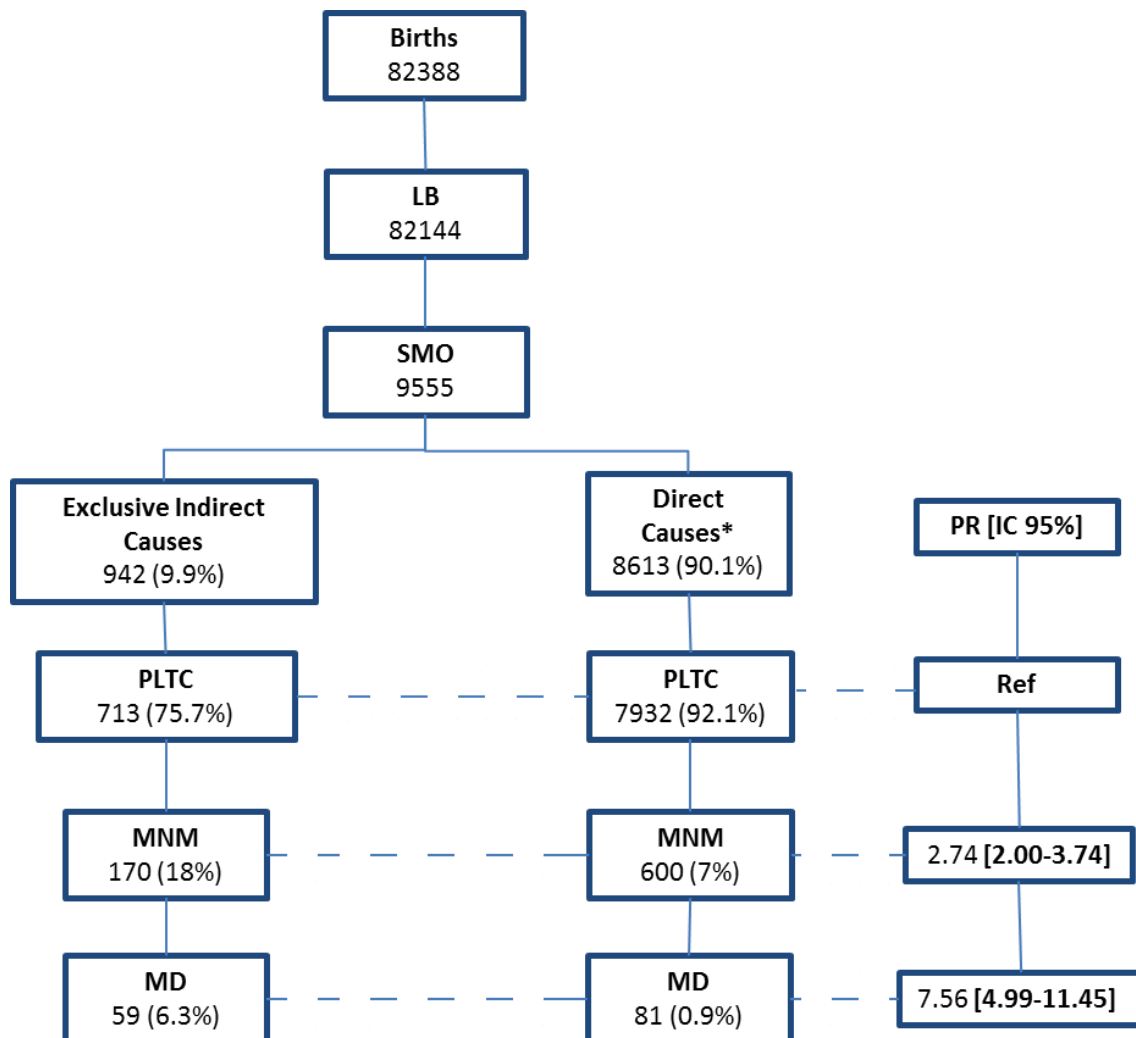 Births
82388
LB
82144
SMO
9555
Exclusive Indirect
Causes
942 (9.9%)
Direct
Causes*
8613 (90.1%)
PR [IC 95%]
PLTC
713 (75.7%)
PLTC
7932 (92.1%)
Ref
MNM
170 (18%)
MNM
600 (7%)
2.74 [2.00-3.74]
MD
59 (6.3%)
MD
81 (0.9%)
7.56 [4.99-11.45]